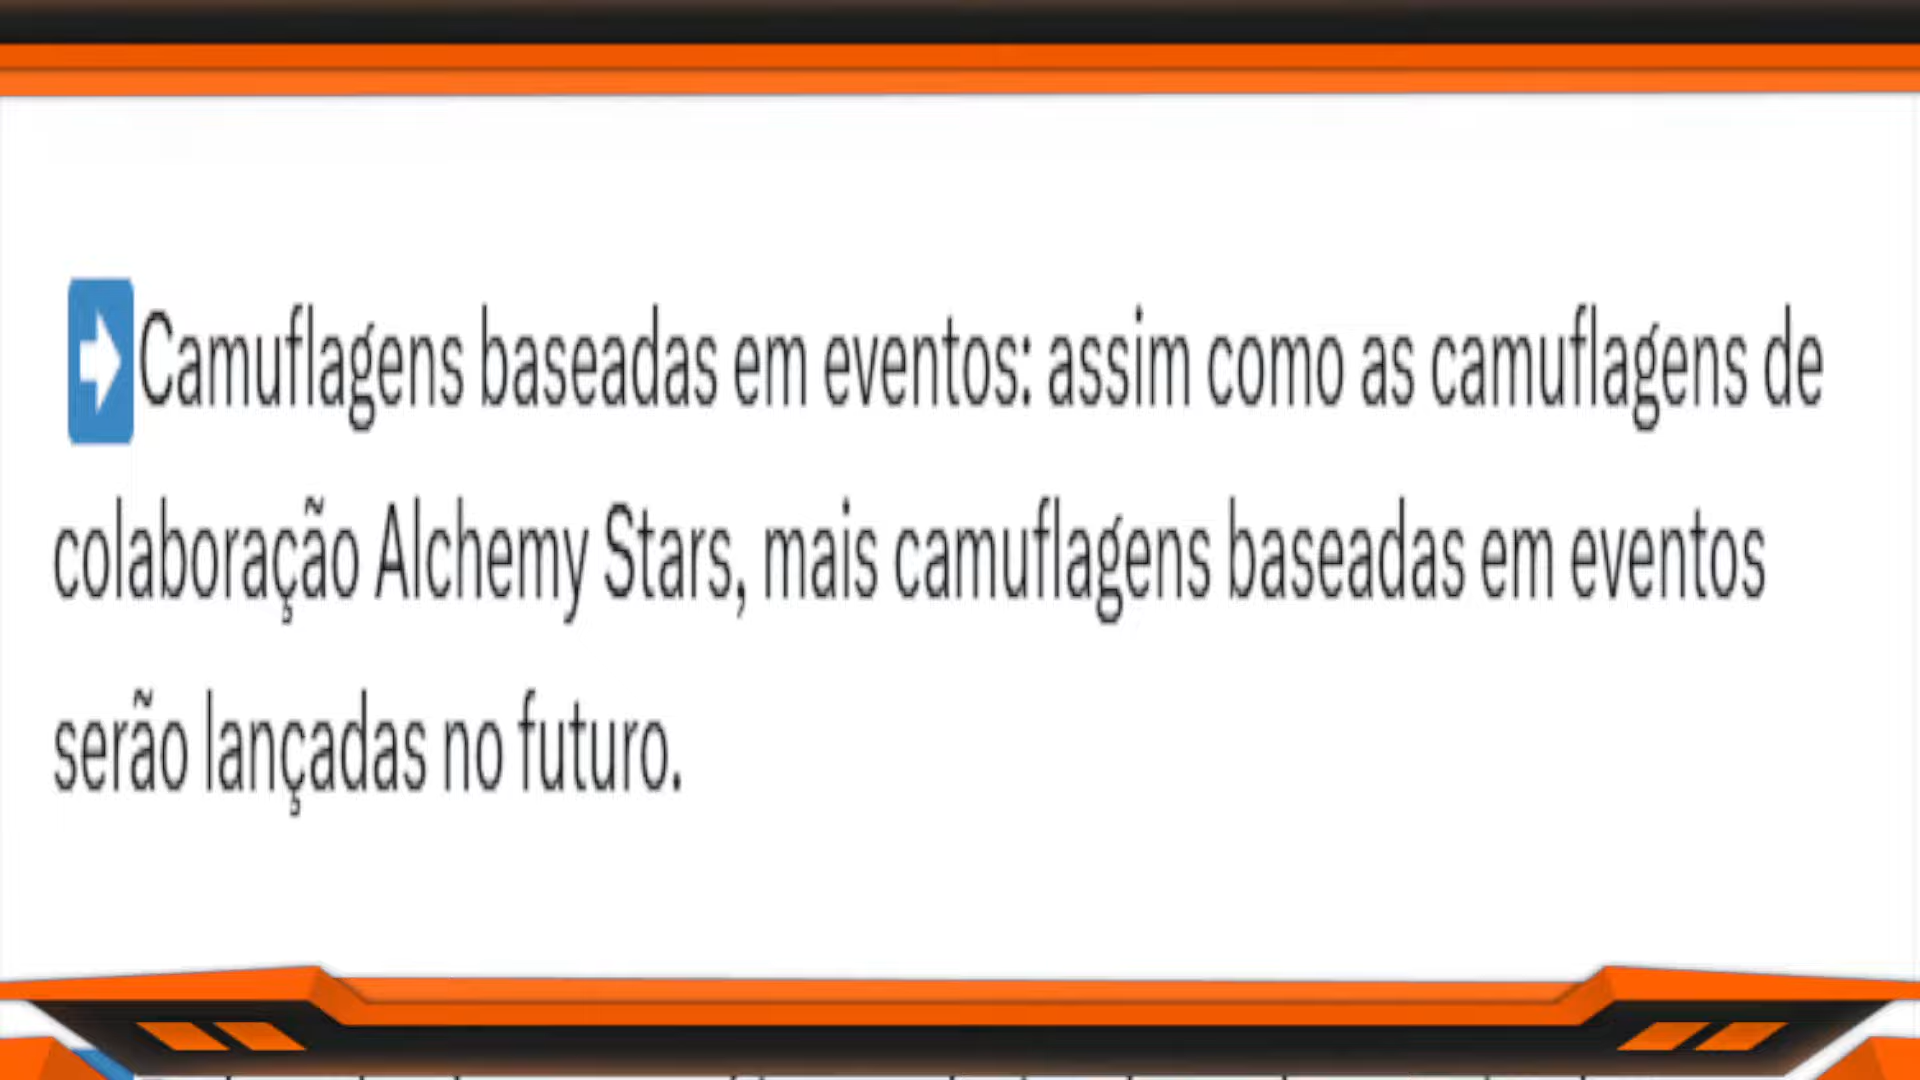 ➡Camuflagens baseadas em eventos: assim como as camuflagens de
colaboração Alchemy Stars, mais camuflagens baseadas em eventos
serão lançadas no futuro.